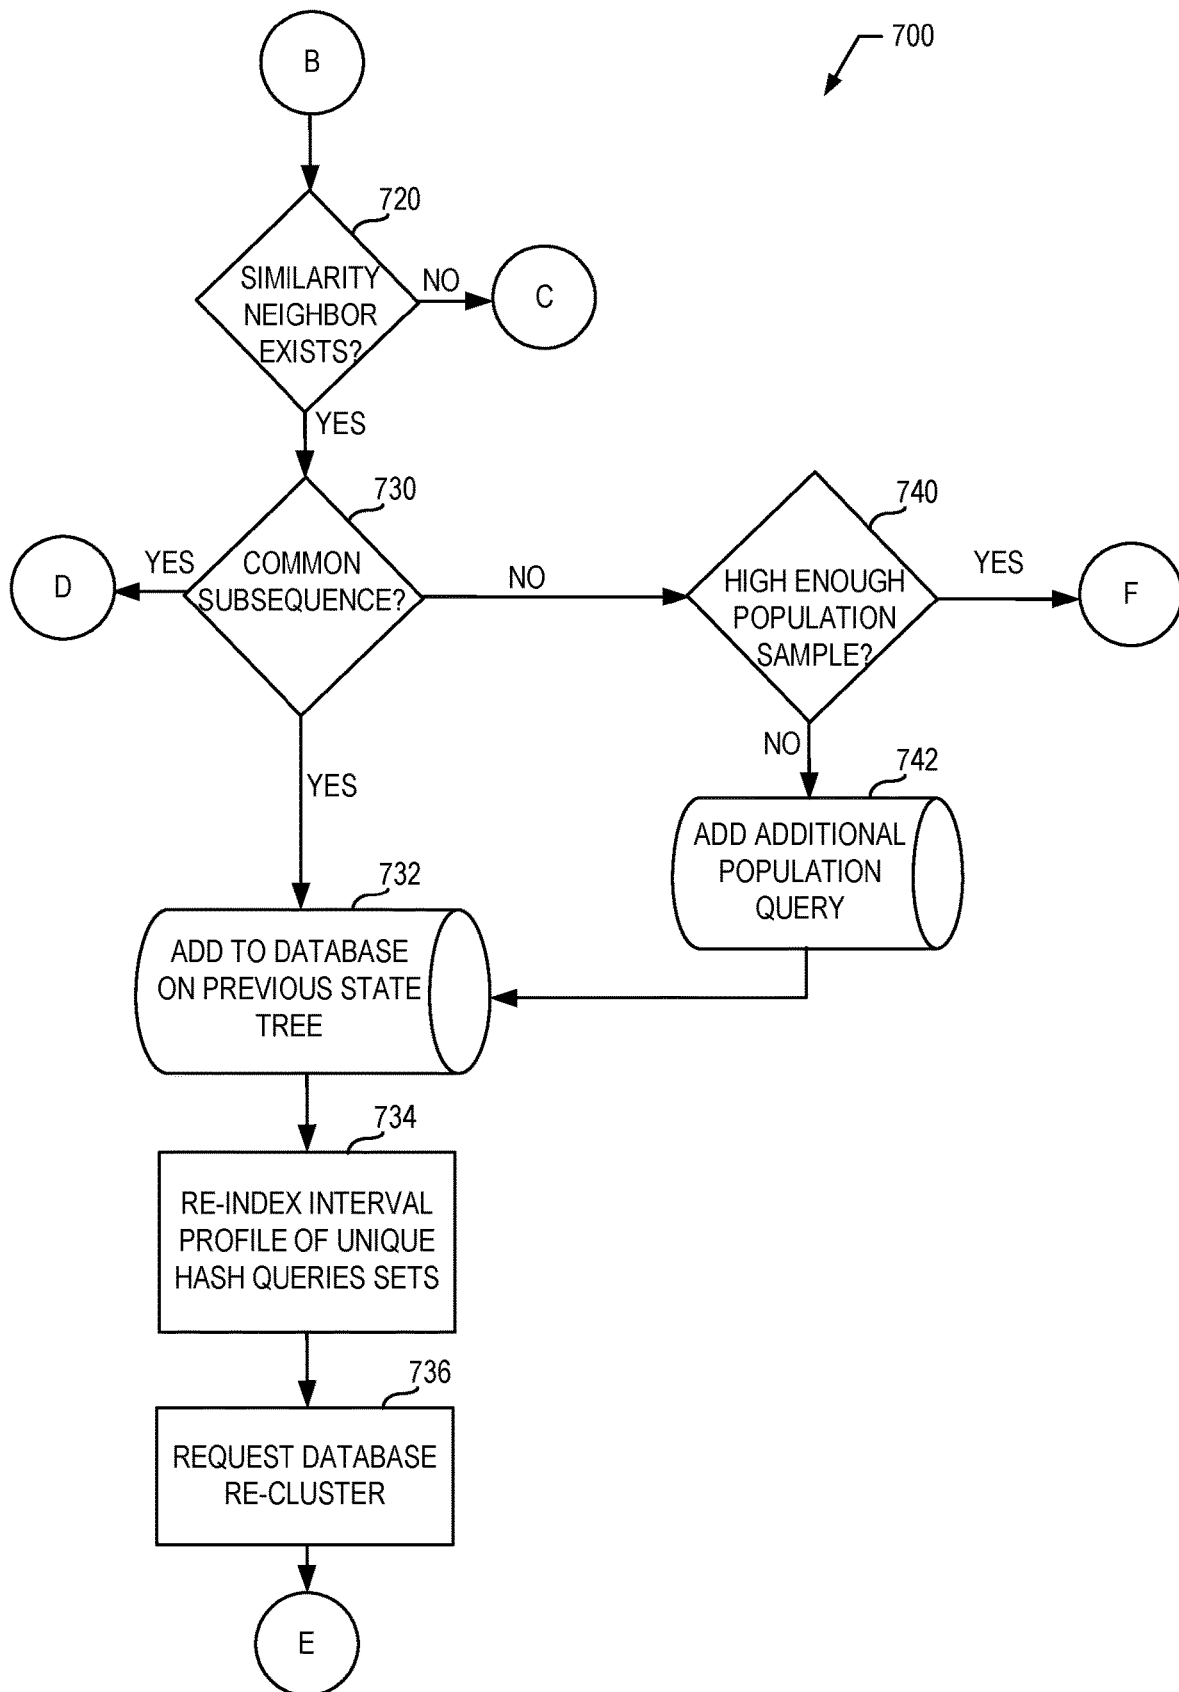 B
700
720
SIMILARITY
NEIGHBOR
EXISTS?
NO
C
YES
730
COMMON
SUBSEQUENCE?
YES
D
NO
740
HIGH ENOUGH
POPULATION
SAMPLE?
YES
F
NO
742
ADD ADDITIONAL
POPULATION
QUERY
YES
732
ADD TO DATABASE
ON PREVIOUS STATE
TREE
734
RE-INDEX INTERVAL
PROFILE OF UNIQUE
HASH QUERIES SETS
736
REQUEST DATABASE
RE-CLUSTER
E